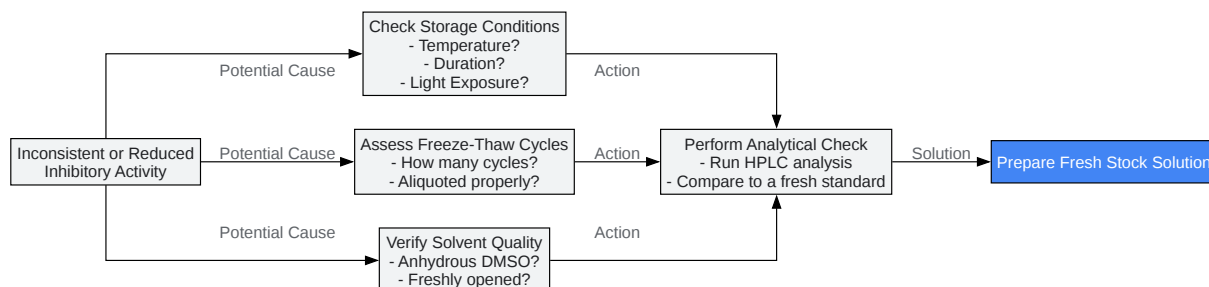 Check Storage Conditions
- Temperature?
- Duration?
- Light Exposure?
Potential Cause
Action
Inconsistent or Reduced
Inhibitory Activity
Potential Cause
Assess Freeze-Thaw Cycles
- How many cycles?
- Aliquoted properly?
Action
Perform Analytical Check
- Run HPLC analysis
- Compare to a fresh standard
Solution
Prepare Fresh Stock Solution
Potential Cause
Verify Solvent Quality
- Anhydrous DMSO?
- Freshly opened?
Action